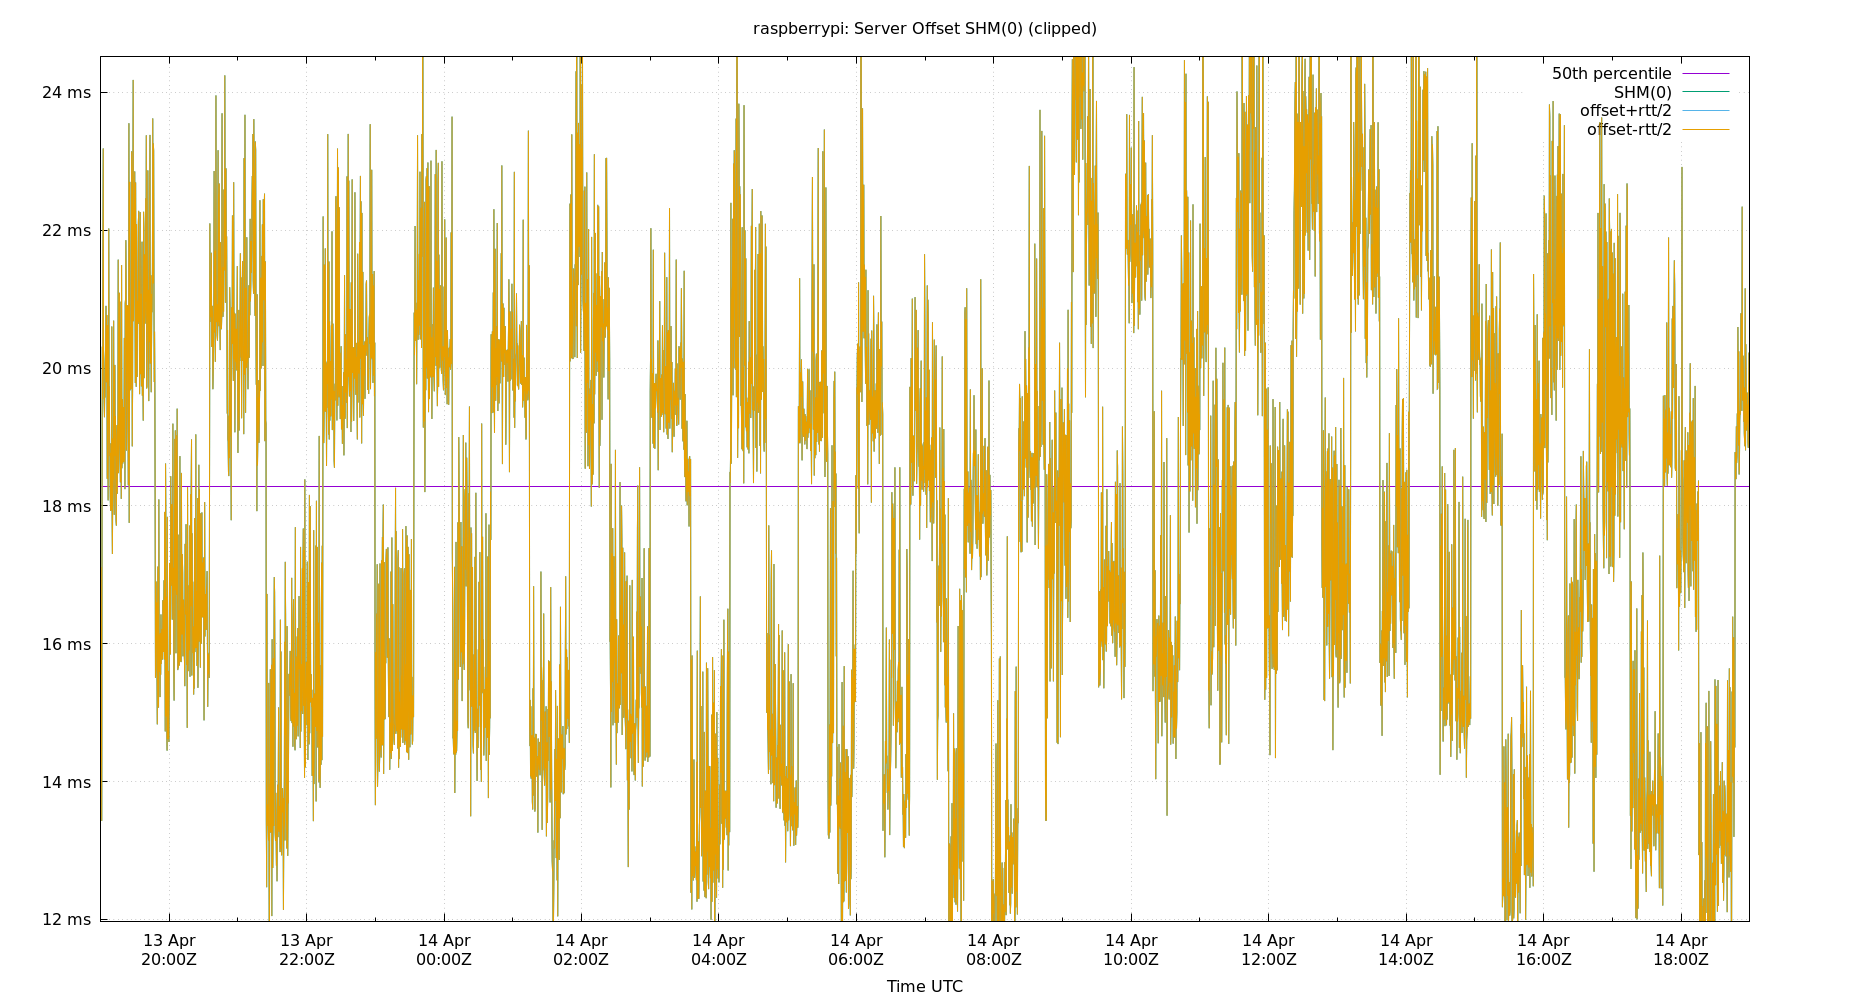 raspberrypi: Server Offset SHM(0) (clipped)
50th percentile
SHM(0)
offset+rtt/2
offset-rtt/2
24 ms
22 ms
20 ms
18 ms
16 ms
14 ms
12 ms
13 Apr 13 Apr 14 Apr 14 Apr 14 Apr 14 Apr 14 Apr 14 Apr 14 Apr 14 Apr 14 Apr 14 Apr
20:00Z 22:00Z 00:00Z 02:00Z 04:00Z 06:00Z 08:00Z 10:00Z 12:00Z 14:00Z 16:00Z 18:00Z
Time UTC